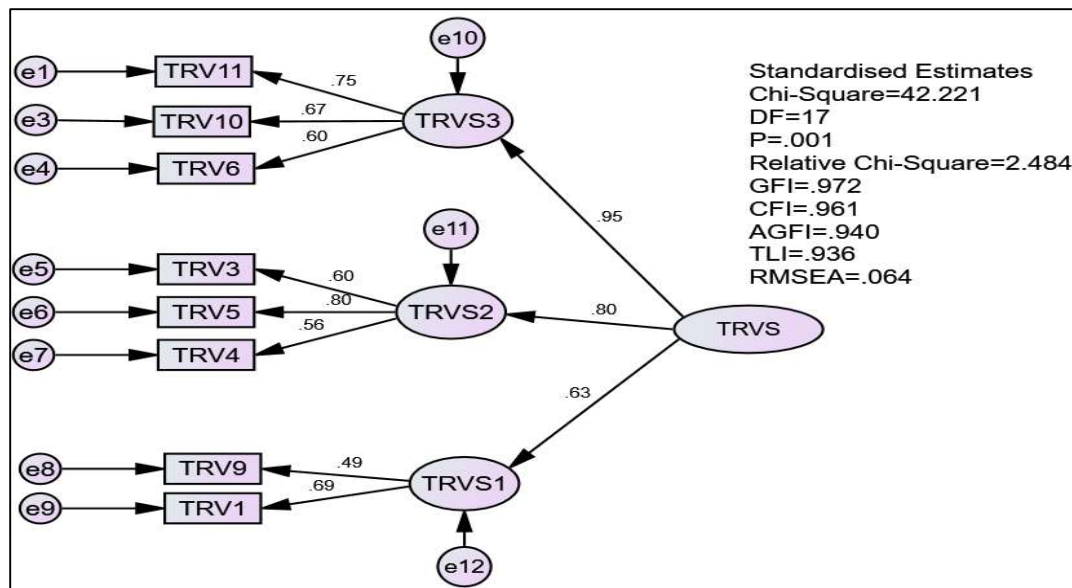 e10
e1
TRV11
.75
e3
TRV10
.67
TRVS3
e4
TRV6
.60
Standardised Estimates
Chi-Square=42.221
DF=17
P=.001
Relative Chi-Square=2.484
GFI=.972
CFI=.961
AGFI=.940
TLI=.936
RMSEA=.064
.95
e11
e5
TRV3
.60
e6
TRV5
.80
TRVS2
.80
e7
TRV4
.56
TRVS
.63
e8
TRV9
.49
TRVS1
e9
TRV1
.69
e12